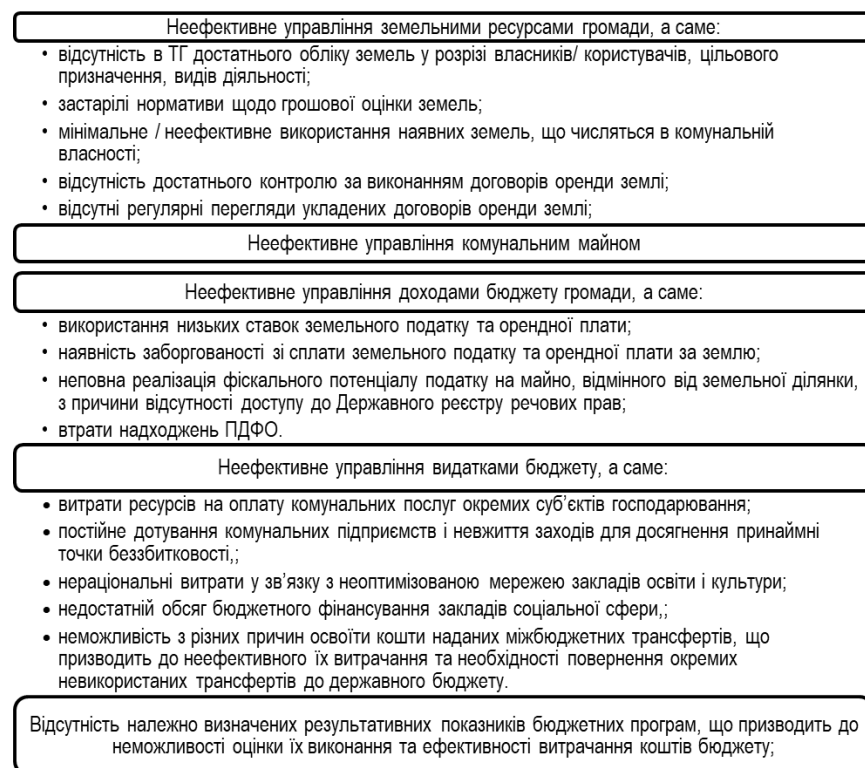 Неефективне управління земельними ресурсами громади, а саме:
• відсутність в ТГ достатнього обліку земель у розрізі власників/ користувачів, цільового
призначення, видів діяльності;
• застарілі нормативи щодо грошової оцінки земель;
• мінімальне / неефективне використання наявних земель, що числяться в комунальній
власності;
• відсутність достатнього контролю за виконанням договорів оренди землі;
• відсутні регулярні перегляди укладених договорів оренди землі;
Неефективне управління комунальним майном
Неефективне управління доходами бюджету громади, а саме:
• використання низьких ставок земельного податку та орендної плати;
• наявність заборгованості зі сплати земельного податку та орендної плати за землю;
• неповна реалізація фіскального потенціалу податку на майно, відмінного від земельної ділянки,
з причини відсутності доступу до Державного реєстру речових прав;
• втрати надходжень ПДФО.
Неефективне управління видатками бюджету, а саме:
• витрати ресурсів на оплату комунальних послуг окремих суб’єктів господарювання;
• постійне дотування комунальних підприємств і невжиття заходів для досягнення принаймні
точки беззбитковості,;
• нераціональні витрати у зв’язку з неоптимізованою мережею закладів освіти і культури;
• недостатній обсяг бюджетного фінансування закладів соціальної сфери,;
• неможливість з різних причин освоїти кошти наданих міжбюджетних трансфертів, що
призводить до неефективного їх витрачання та необхідності повернення окремих
невикористаних трансфертів до державного бюджету.
Відсутність належно визначених результативних показників бюджетних програм, що призводить до
неможливості оцінки їх виконання та ефективності витрачання коштів бюджету;